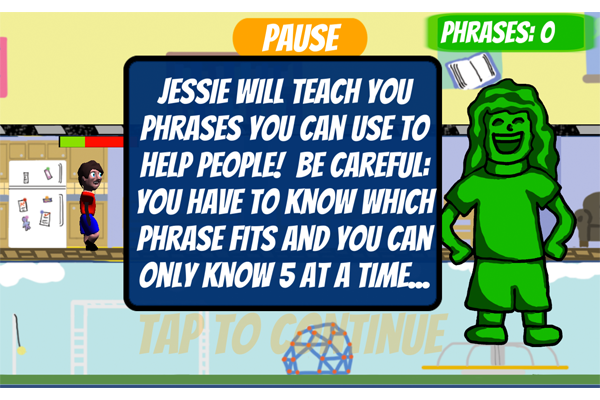 PAUSE
PHRASES: 0
JESSIE WILL TEACH YOU
PHRASES YOU CAN USE TO
HELP PEOPLE! BE CAREFUL:
YOU HAVE TO KNOW WHICH
PHRASE FITS AND YOU CAN
ONLY KNOW 5 AT A TIME...
TAP TO CONTINUE